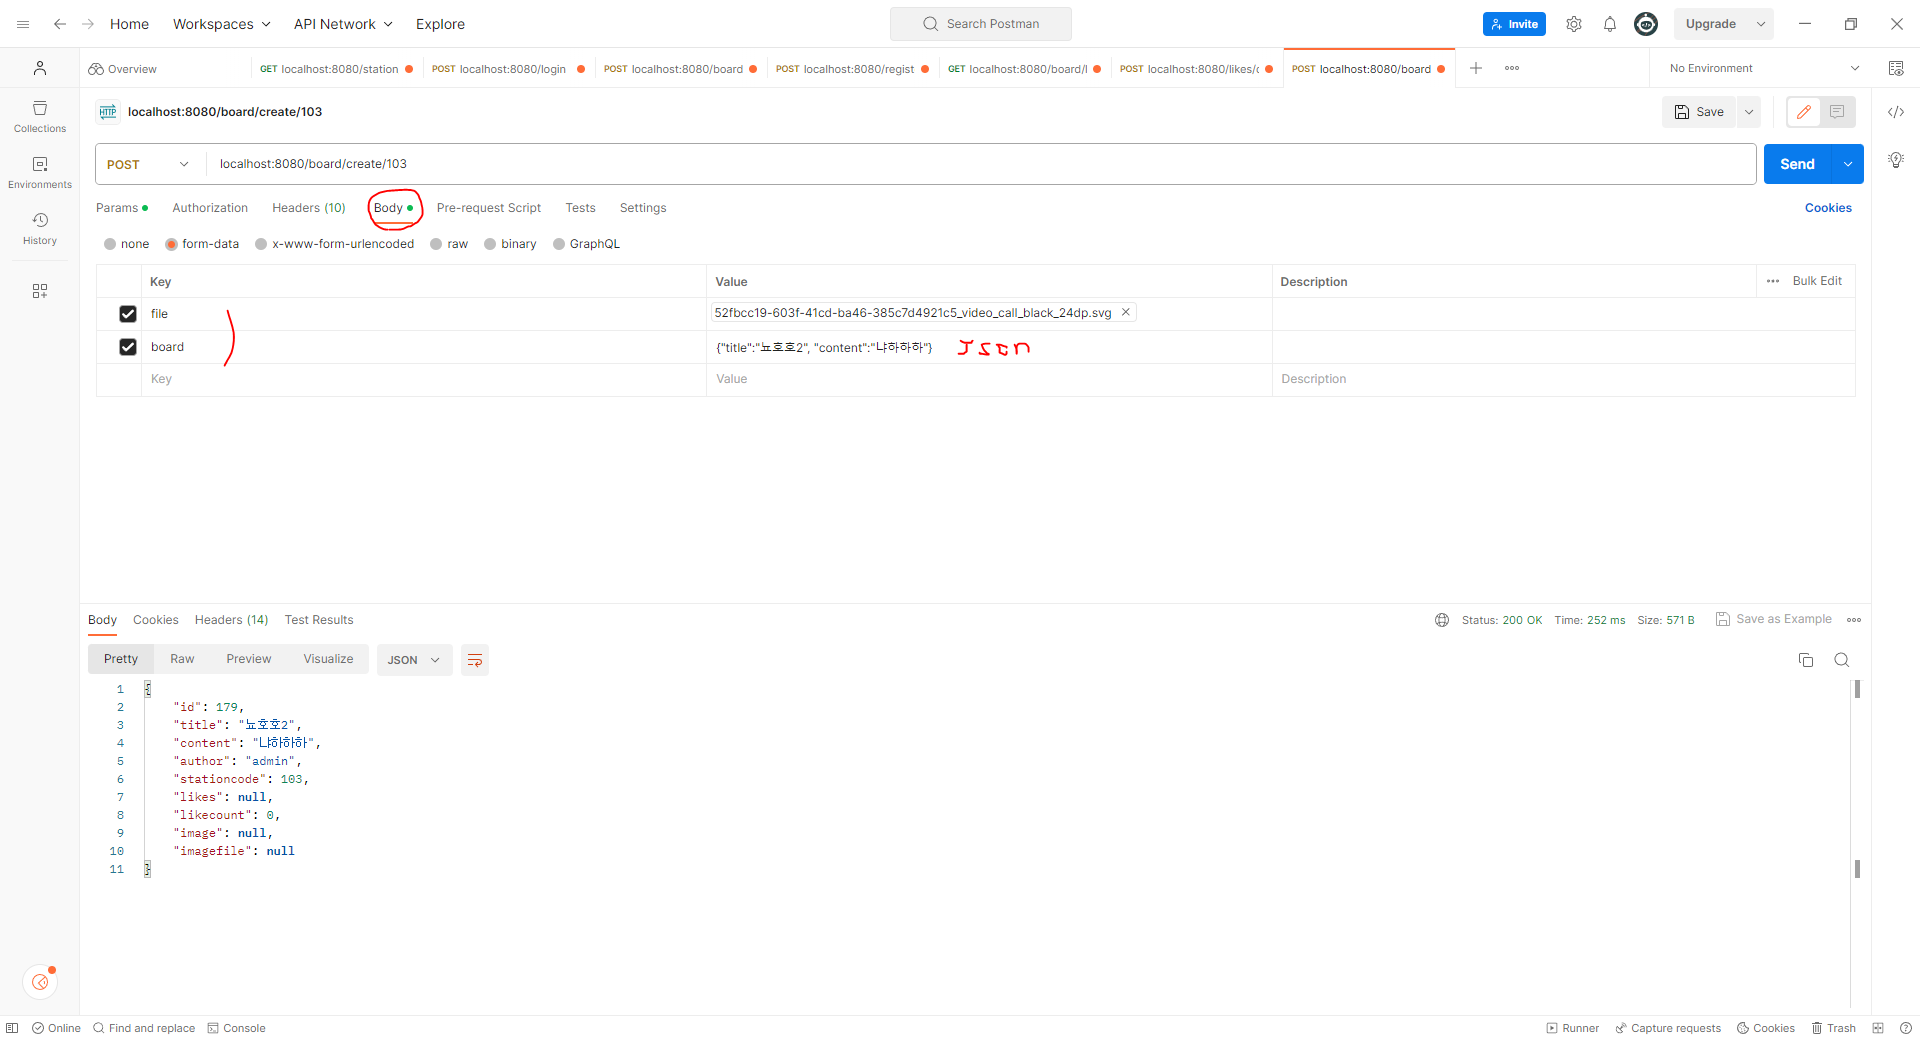 Home Workspaces API Network Explore Search Postman Invite Upgrade
Overview GET localhost:8080/station POST localhost:8080/login POST localhost:8080/board POST localhost:8080/regist GET localhost:8080/board/l POST localhost:8080/likes/c POST localhost:8080/board No Environment
HTTP localhost:8080/board/create/103 Save
Collections
POST localhost:8080/board/create/103 Send
Environments
Params Authorization Headers (10) Body Pre-request Script Tests Settings Cookies
History
none form-data x-www-form-urlencoded raw binary GraphQL
Key Value Description Bulk Edit
file 52fbcc19-603f-41cd-ba46-385c7d4921c5_video_call_black_24dp.svg
board {"title":"뇨호호2", "content":"냐하하하"} Json
Key Value Description
Body Cookies Headers (14) Test Results Status: 200 OK Time: 252 ms Size: 571 B Save as Example
Pretty Raw Preview Visualize JSON
1 {
2 "id": 179,
3 "title": "뇨호호2",
4 "content": "냐하하하",
5 "author": "admin",
6 "stationcode": 103,
7 "likes": null,
8 "likecount": 0,
9 "image": null,
10 "imagefile": null
11 }
Online Find and replace Console Runner Capture requests Cookies Trash